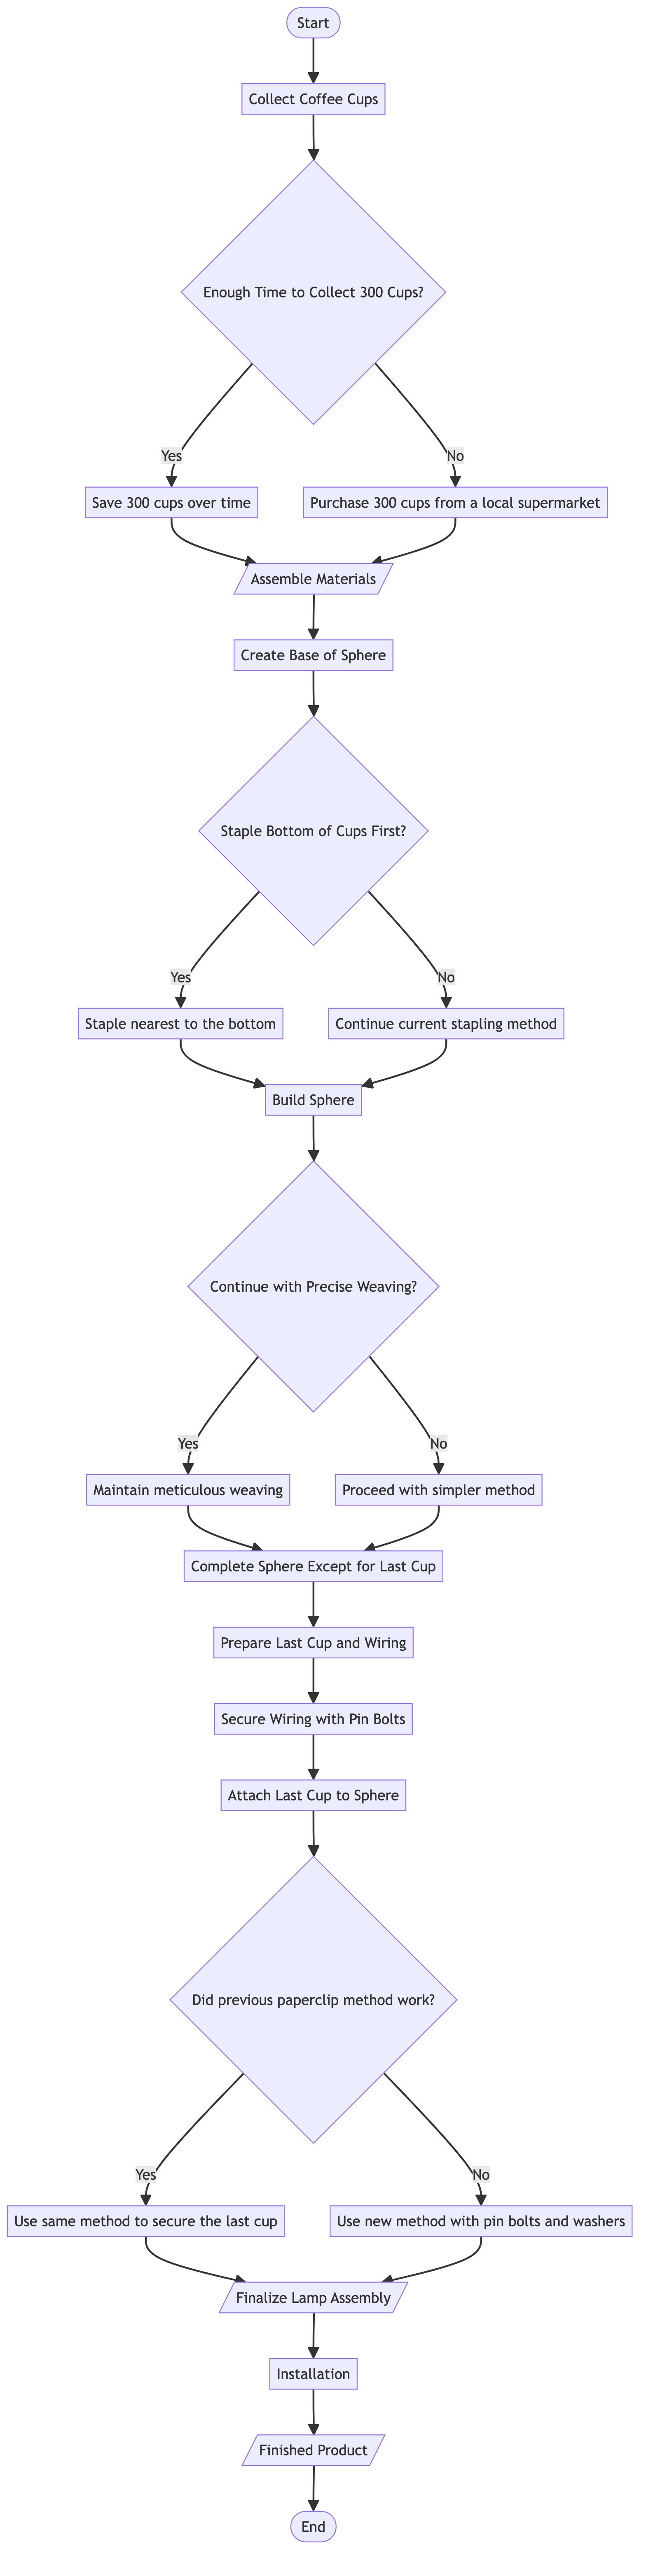 Start
Collect Coffee Cups
Enough Time to Collect 300 Cups?
Yes
No
Save 300 cups over time
Purchase 300 cups from a local supermarket
Assemble Materials
Create Base of Sphere
Staple Bottom of Cups First?
Yes
No
Staple nearest to the bottom
Continue current stapling method
Build Sphere
Continue with Precise Weaving?
Yes
No
Maintain meticulous weaving
Proceed with simpler method
Complete Sphere Except for Last Cup
Prepare Last Cup and Wiring
Secure Wiring with Pin Bolts
Attach Last Cup to Sphere
Did previous paperclip method work?
Yes
No
Use same method to secure the last cup
Use new method with pin bolts and washers
Finalize Lamp Assembly
Installation
Finished Product
End